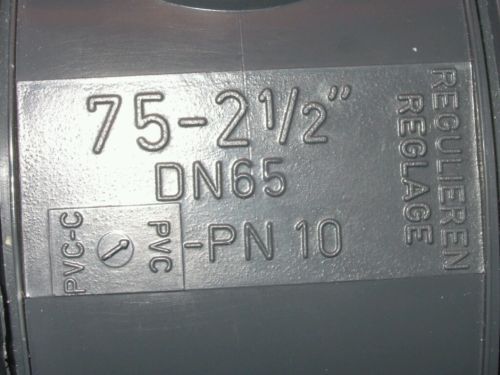 75-2½"
DN65
-PN 10
PVC-C
PVC
REGULIEREN
REGLAGE